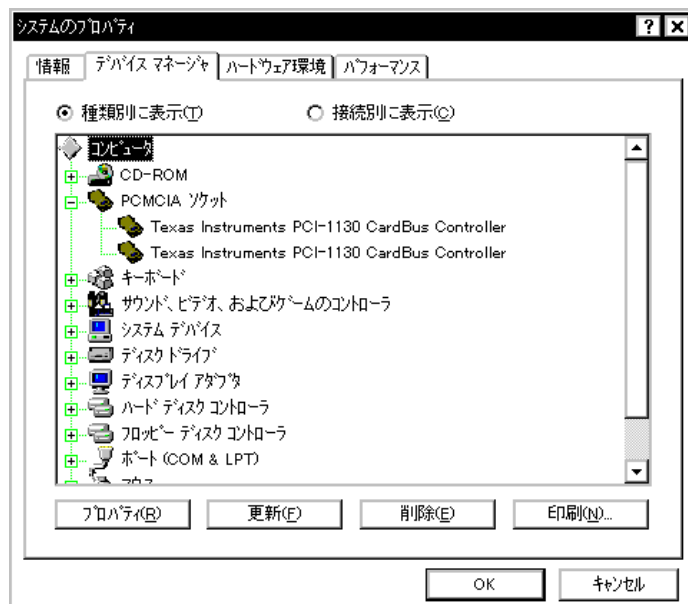 システムのプロパティ
情報 デバイス マネージャ ハードウェア環境 パフォーマンス
種類別に表示(T) 接続別に表示(C)
コンピュータ
CD-ROM
PCMCIA ソケット
Texas Instruments PCI-1130 CardBus Controller
Texas Instruments PCI-1130 CardBus Controller
キーボード
サウンド、ビデオ、およびゲームのコントローラ
システム デバイス
ディスク ドライブ
ディスプレイ アダプタ
ハード ディスク コントローラ
フロッピー ディスク コントローラ
ポート (COM & LPT)
マウス
プロパティ(R) 更新(F) 削除(E) 印刷(N)...
OK キャンセル